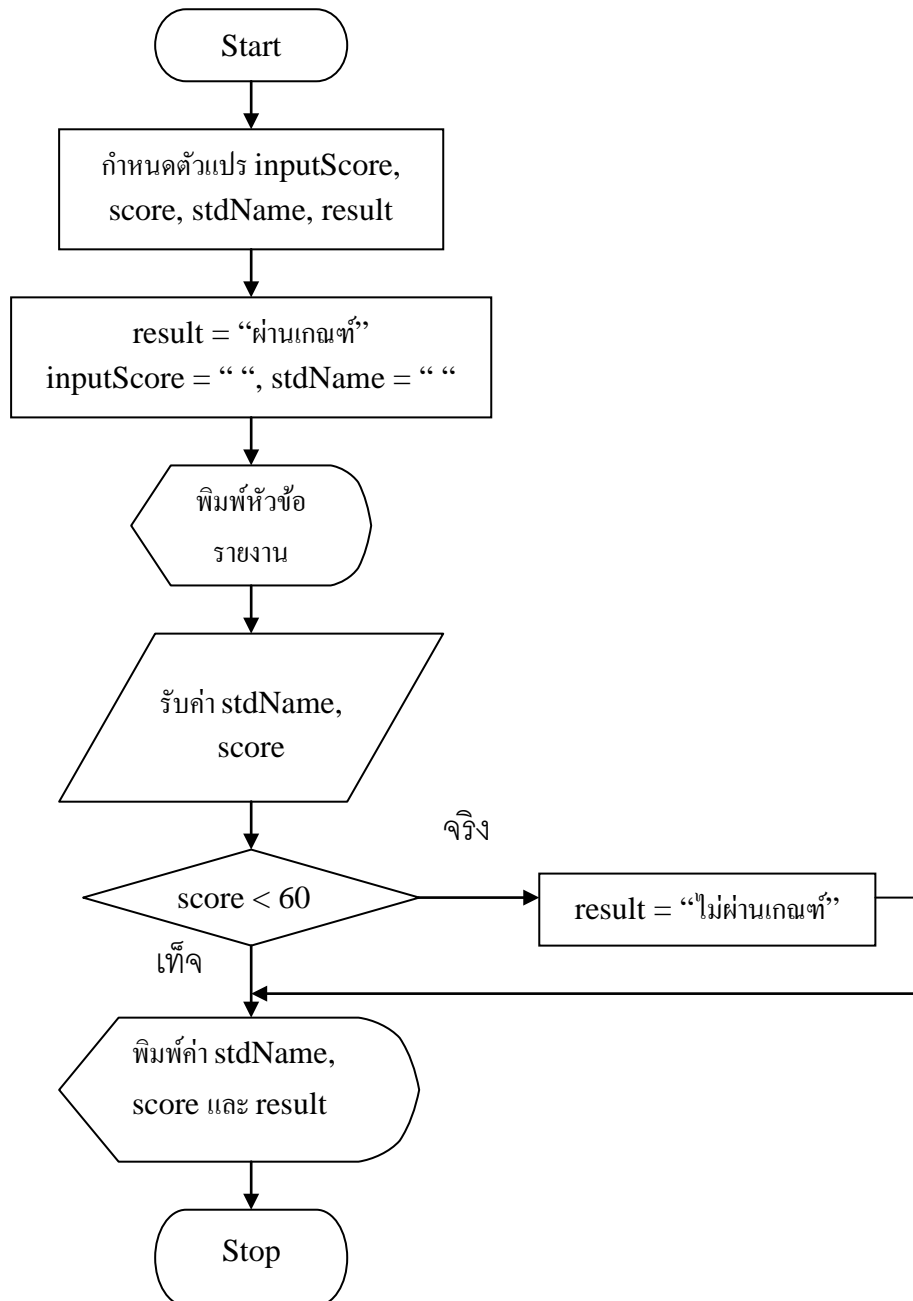 Start
กำหนดตัวแปร inputScore,
score, stdName, result
result = “ผ่านเกณฑ์”
inputScore = “ “, stdName = “ “
พิมพ์หัวข้อ
รายงาน
รับค่า stdName,
score
จริง
score < 60
result = “ไม่ผ่านเกณฑ์”
เท็จ
พิมพ์ค่า stdName,
score และ result
Stop